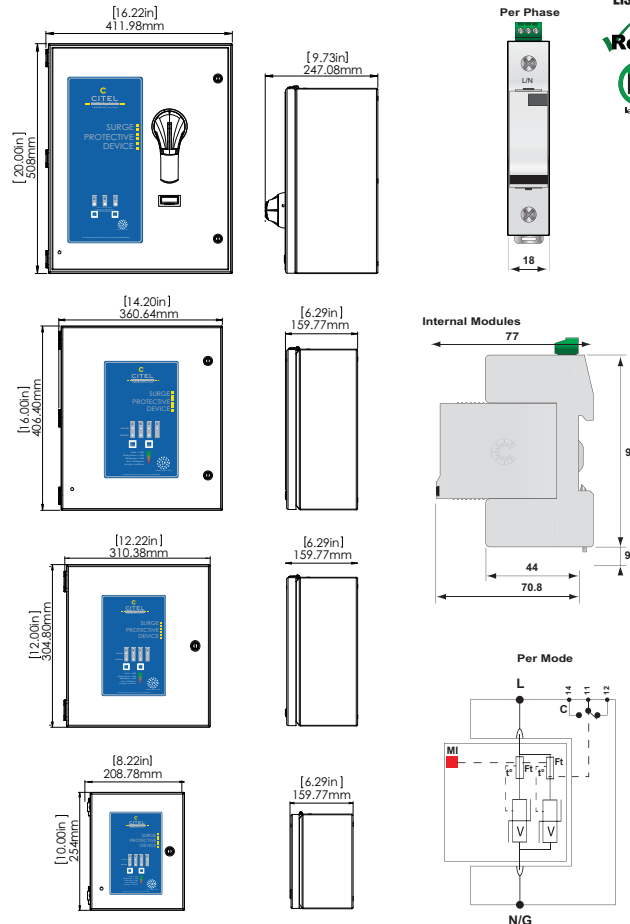 [16.22in]
411.98mm
[20.00in]
508mm
C
CITEL
SURGE
PROTECTIVE
DEVICE
[9.73in]
247.08mm
Per Phase
L/N
18
LIS
[14.20in]
360.64mm
[16.00in]
406.40mm
C
CITEL
SURGE
PROTECTIVE
DEVICE
[6.29in]
159.77mm
Internal Modules
77
9
9
44
70.8
[12.22in]
310.38mm
[12.00in]
304.80mm
C
CITEL
SURGE
PROTECTIVE
DEVICE
[6.29in]
159.77mm
Per Mode
L
14
11
12
C
MI
t° Ft t° Ft
V V
N/G
[8.22in]
208.78mm
[10.00in]
254mm
C
CITEL
SURGE
PROTECTIVE
DEVICE
[6.29in]
159.77mm